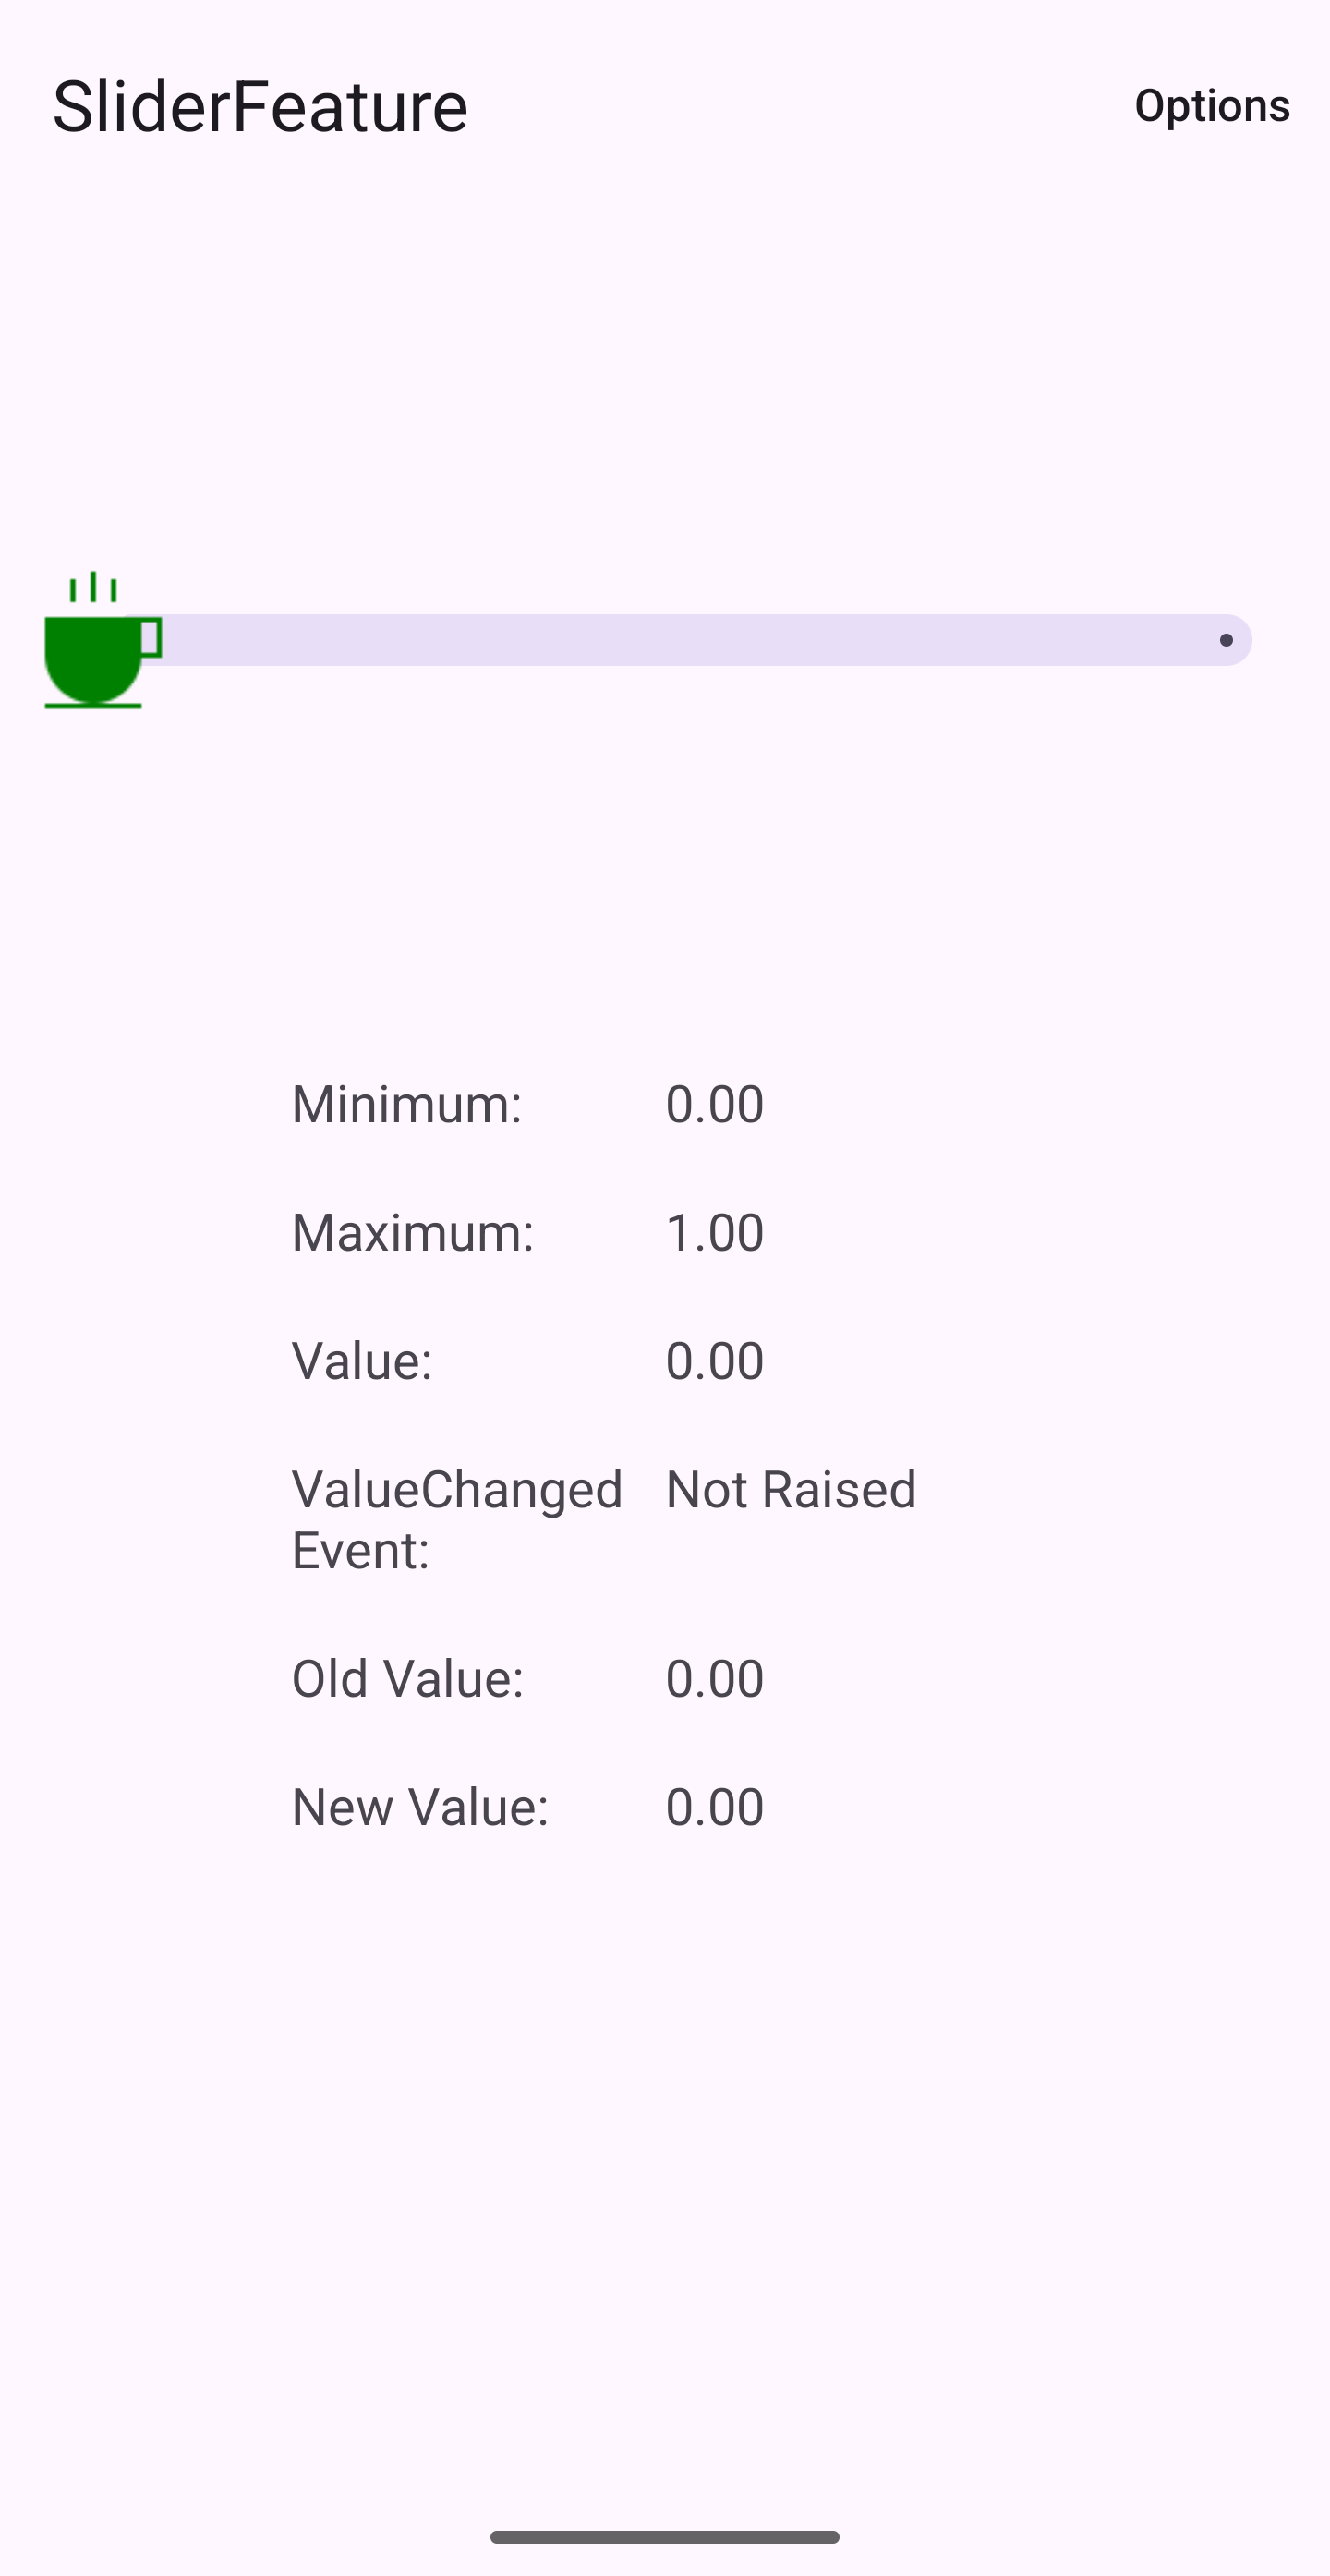 SliderFeature
Options
Minimum: 0.00
Maximum: 1.00
Value: 0.00
ValueChanged Not Raised
Event:
Old Value: 0.00
New Value: 0.00